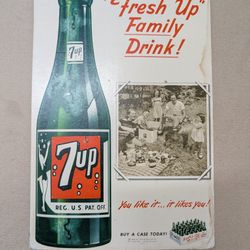 "Fresh Up"
Family
Drink!
7up
7up
REG. U.S. PAT. OFF.
You like it... it likes you!
BUY A CASE TODAY!